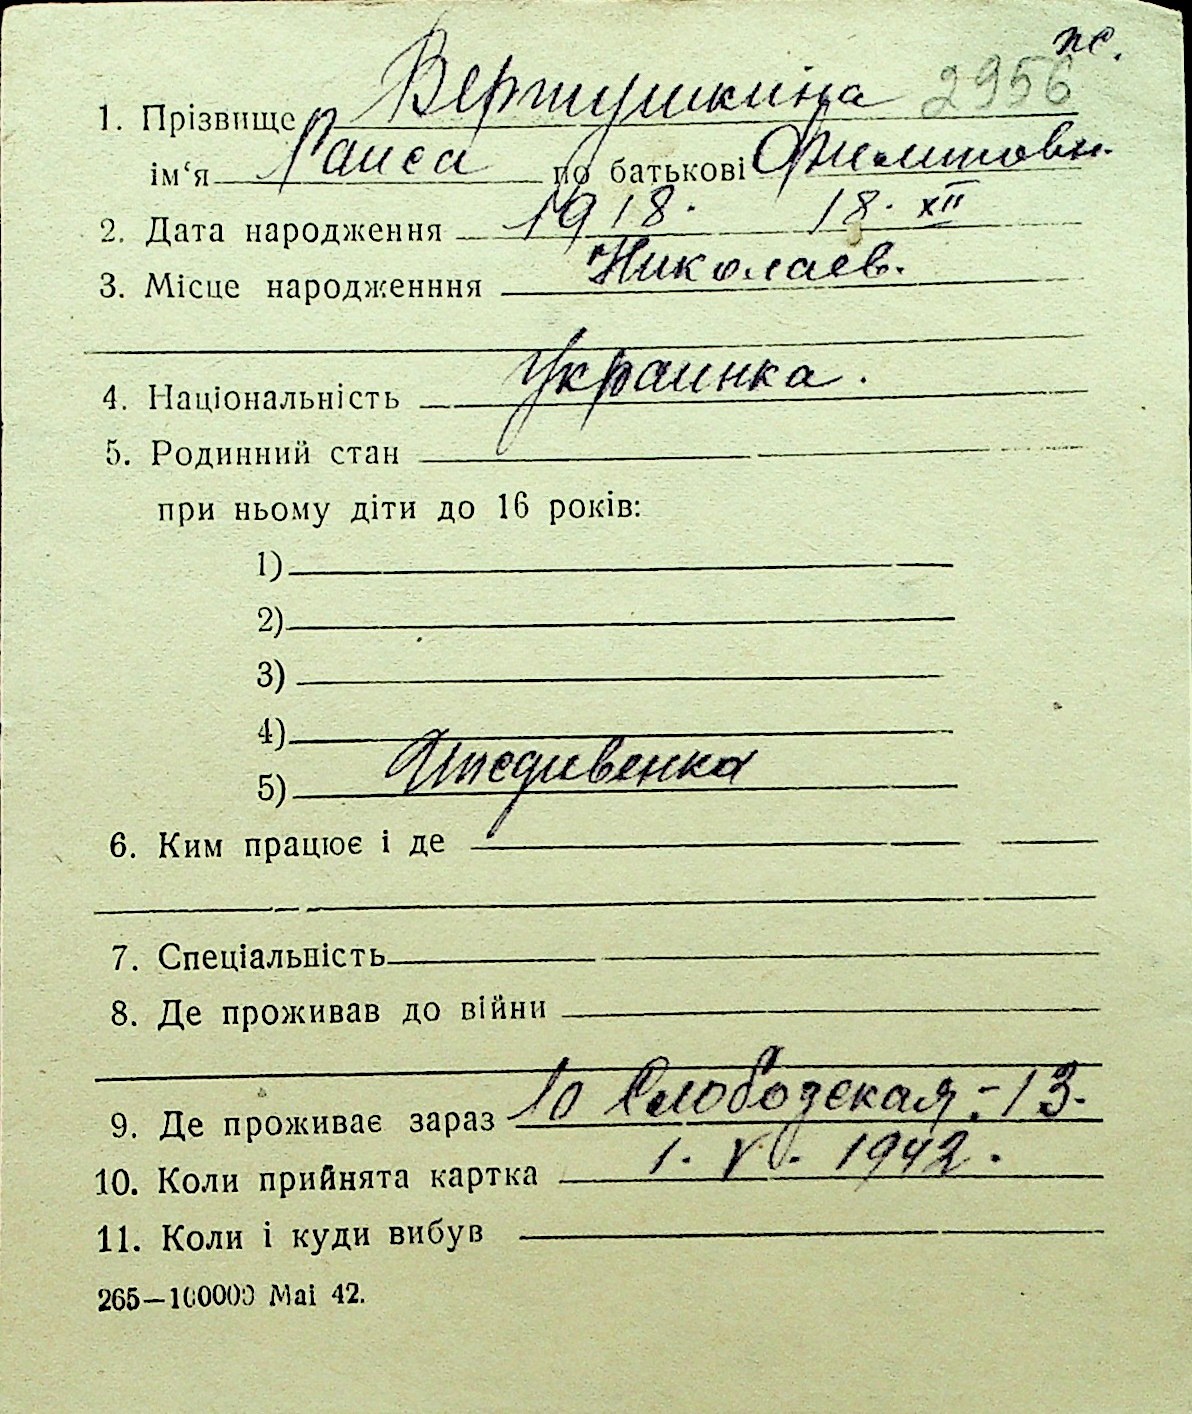 пс.
2956
1. Прізвище Вертушкина
ім‘я Раиса по батькові Филиповн.
2. Дата народження 1918. 18. XII
3. Місце народженння Николаев.
4. Національність Украинка.
5. Родинний стан
при ньому діти до 16 років:
1)
2)
3)
4)
5) Иждивенка
6. Ким працює і де
7. Спеціальність
8. Де проживав до війни
9. Де проживає зараз 10 Слободская - 13.
10. Коли прийнята картка 1. V. 1942.
11. Коли і куди вибув
265—100000 Mai 42.